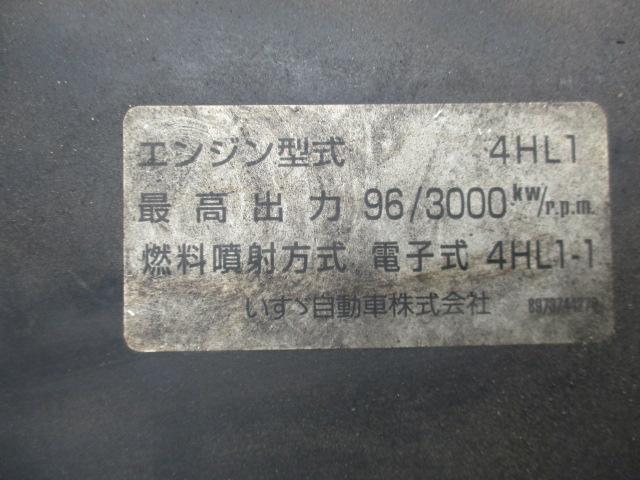 エンジン型式 4HL1
最高出力 96/3000 kw/r.p.m.
燃料噴射方式 電子式 4HL1-1
いすゞ自動車株式会社